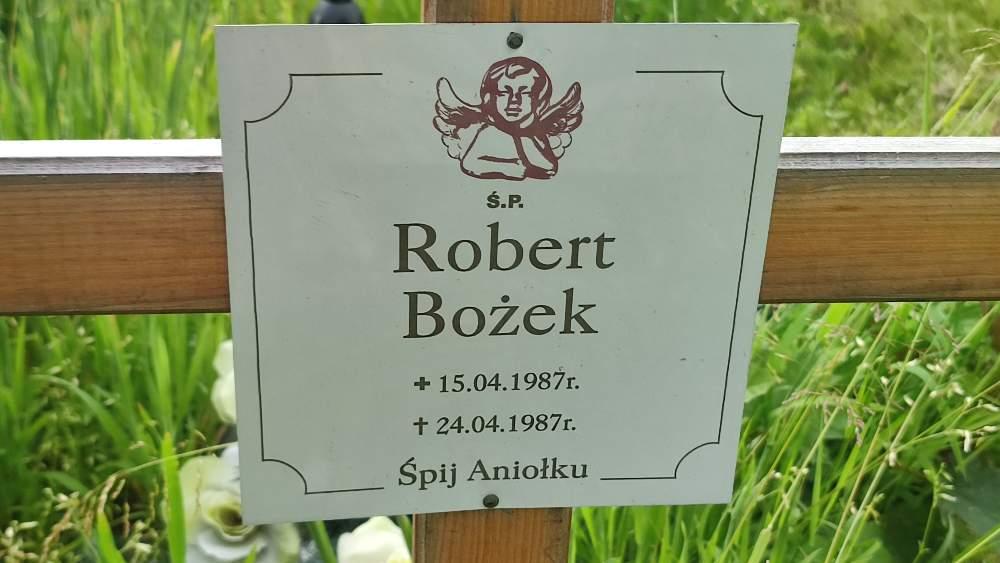 Ś.P.
Robert
Bożek
✚ 15.04.1987r.
✝ 24.04.1987r.
Śpij Aniołku